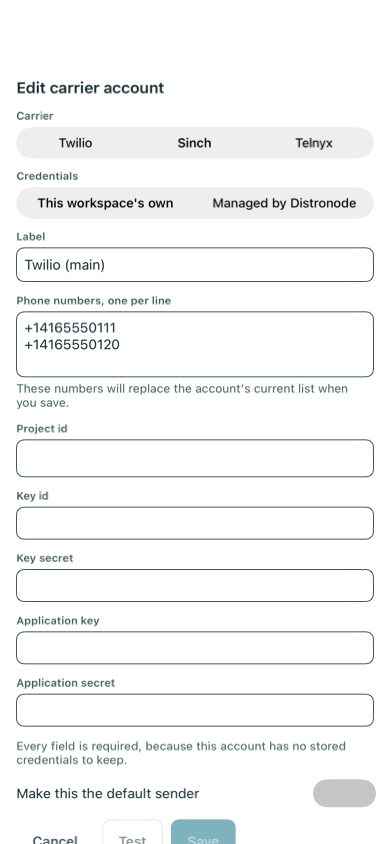 Edit carrier account
Carrier
Twilio Sinch Telnyx
Credentials
This workspace's own Managed by Distronode
Label
Twilio (main)
Phone numbers, one per line
+14165550111
+14165550120
These numbers will replace the account's current list when
you save.
Project id
Key id
Key secret
Application key
Application secret
Every field is required, because this account has no stored
credentials to keep.
Make this the default sender
Cancel Test Save